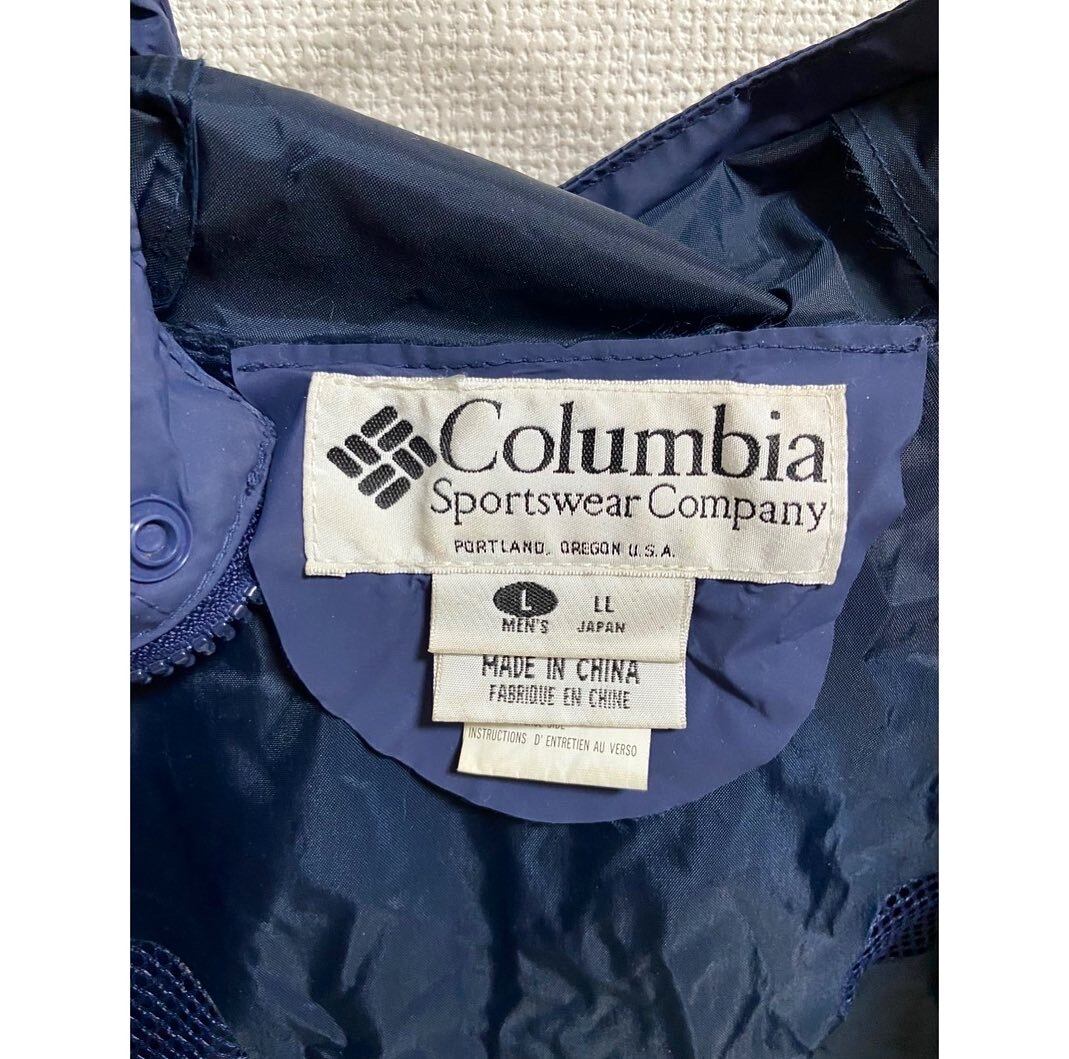 Columbia
Sportswear Company
PORTLAND, OREGON U.S.A.
L LL
MEN'S JAPAN
MADE IN CHINA
FABRIQUE EN CHINE
INSTRUCTIONS D'ENTRETIEN AU VERSO